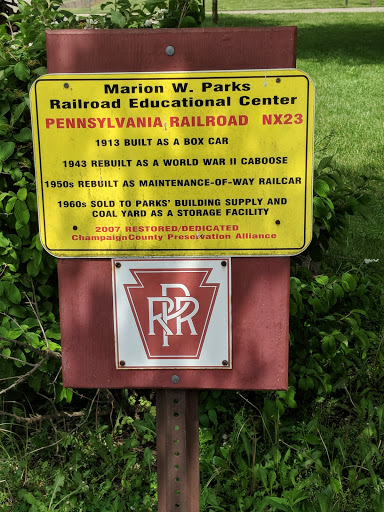 Marion W. Parks
Railroad Educational Center
PENNSYLVANIA RAILROAD NX23
1913 BUILT AS A BOX CAR
1943 REBUILT AS A WORLD WAR II CABOOSE
1950s REBUILT AS MAINTENANCE-OF-WAY RAILCAR
1960s SOLD TO PARKS' BUILDING SUPPLY AND
COAL YARD AS A STORAGE FACILITY
2007 RESTORED/DEDICATED
ChampaignCounty Preservation Alliance
PRR